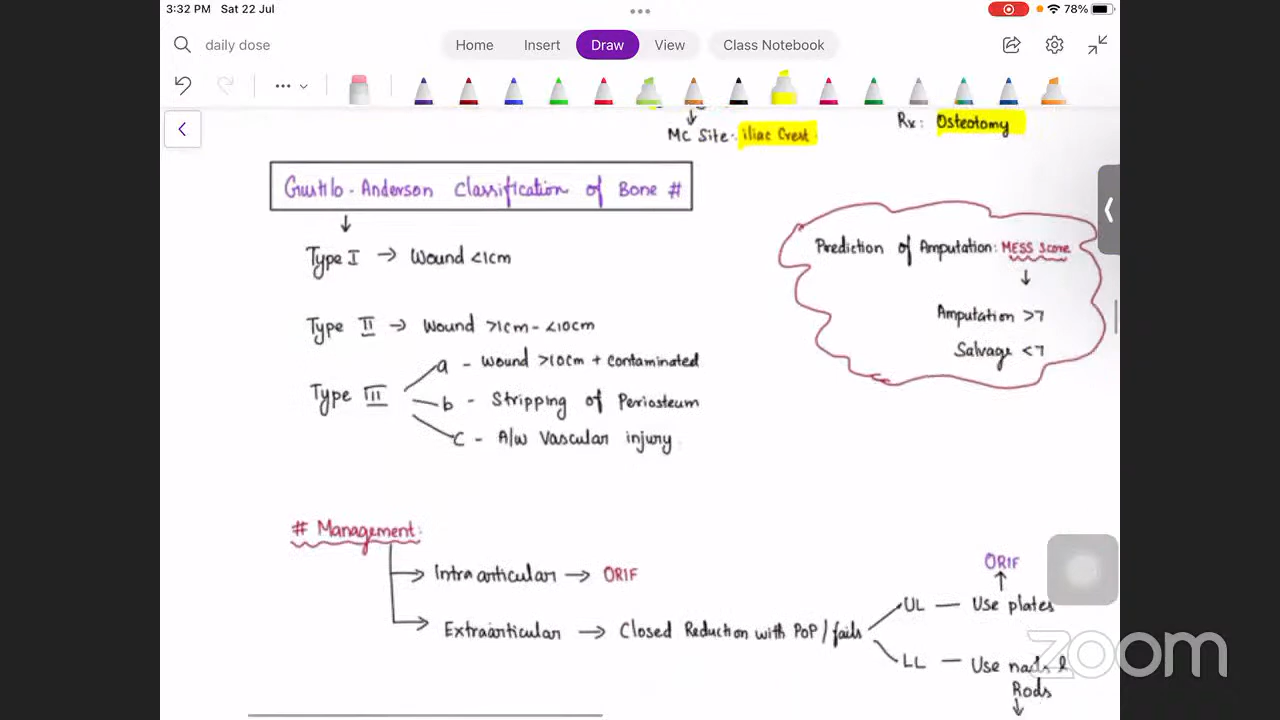 3:32 PM Sat 22 Jul
78%
daily dose
Home Insert Draw View Class Notebook
Mc Site: iliac Crest
Rx: Osteotomy
Gustilo - Anderson Classification of Bone #
Type I → Wound <1cm
Type II → Wound >1cm - <10cm
Type III
a - Wound >10cm + Contaminated
b - Stripping of Periosteum
C - A/w Vascular injury
Prediction of Amputation: MESS Score
↓
Amputation >7
Salvage <7
# Management:
Intraarticular → ORIF
Extraarticular → Closed Reduction with POP / fails
ORIF
↑
UL — Use plates
LL — Use nails &
Rods
↓
zoom